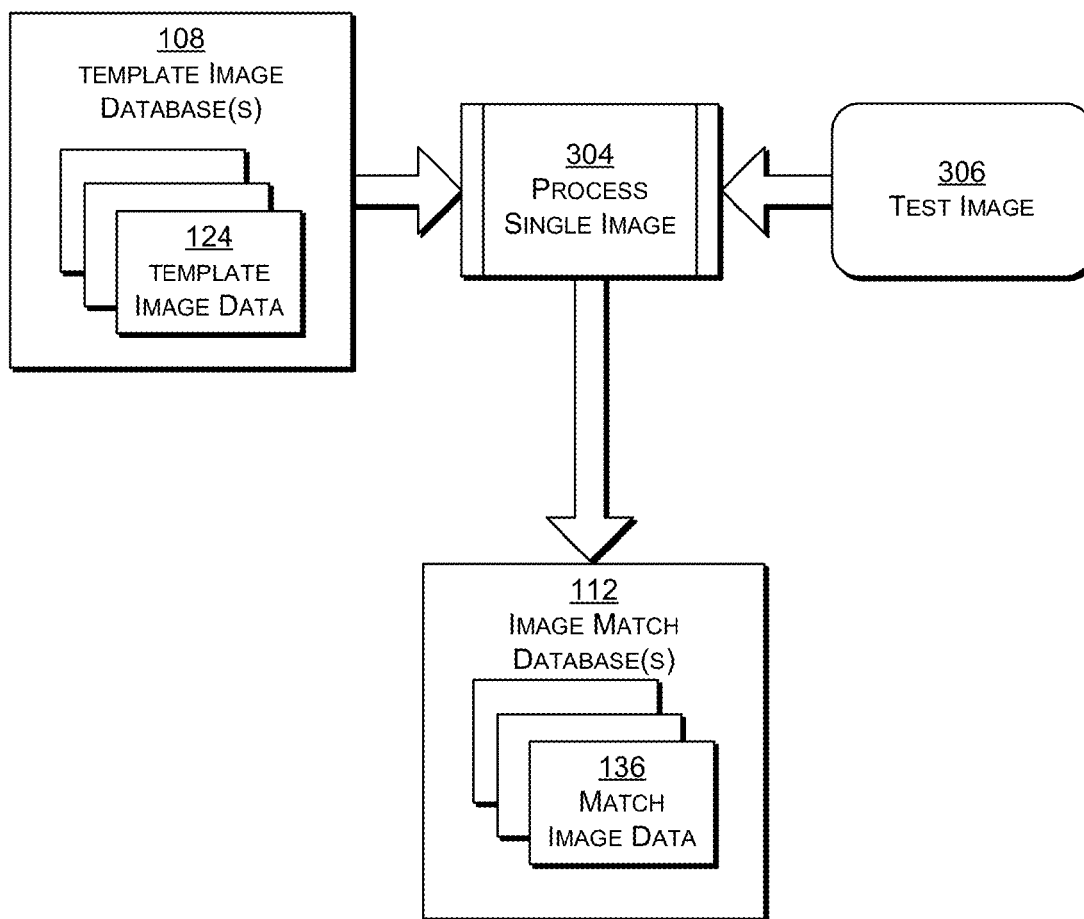 108
TEMPLATE IMAGE
DATABASE(S)
124
TEMPLATE
IMAGE DATA
304
PROCESS
SINGLE IMAGE
306
TEST IMAGE
112
IMAGE MATCH
DATABASE(S)
136
MATCH
IMAGE DATA